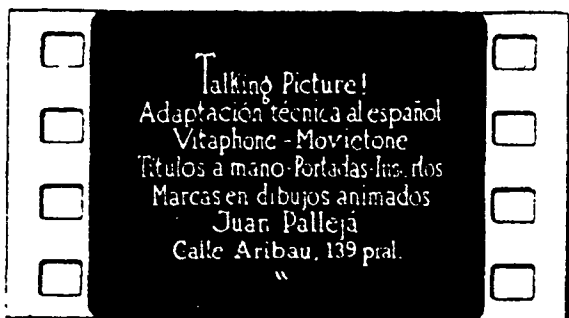 Talking Picture!
Adaptación técnica al español
Vitaphone - Movietone
Titulos a mano-Portadas-
Marcas en dibujos animados
Juan Pallejá
Calle Aribau, 139 pral.
"